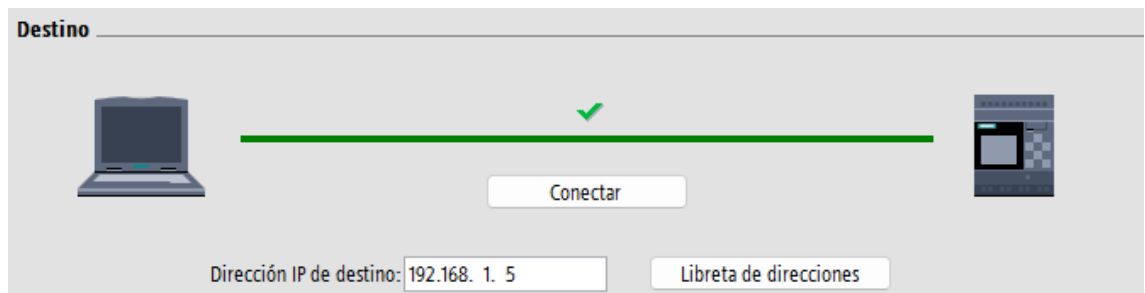 Destino
Conectar
Dirección IP de destino: 192.168. 1. 5
Libreta de direcciones